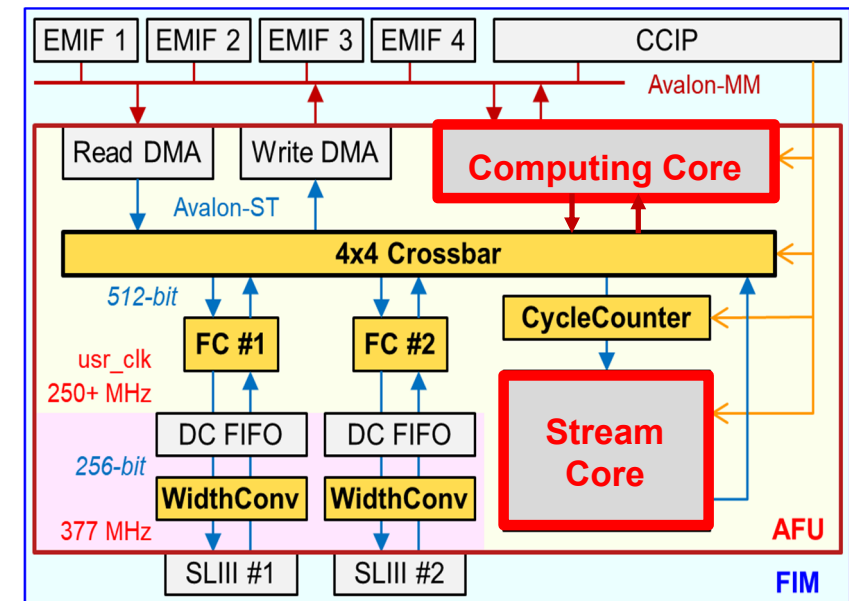 EMIF 1
EMIF 2
EMIF 3
EMIF 4
CCIP
Avalon-MM
Read DMA
Write DMA
Computing Core
Avalon-ST
4x4 Crossbar
512-bit
CycleCounter
FC #1
FC #2
usr_clk
250+ MHz
DC FIFO
DC FIFO
Stream
Core
256-bit
WidthConv
WidthConv
377 MHz
AFU
SLIII #1
SLIII #2
FIM